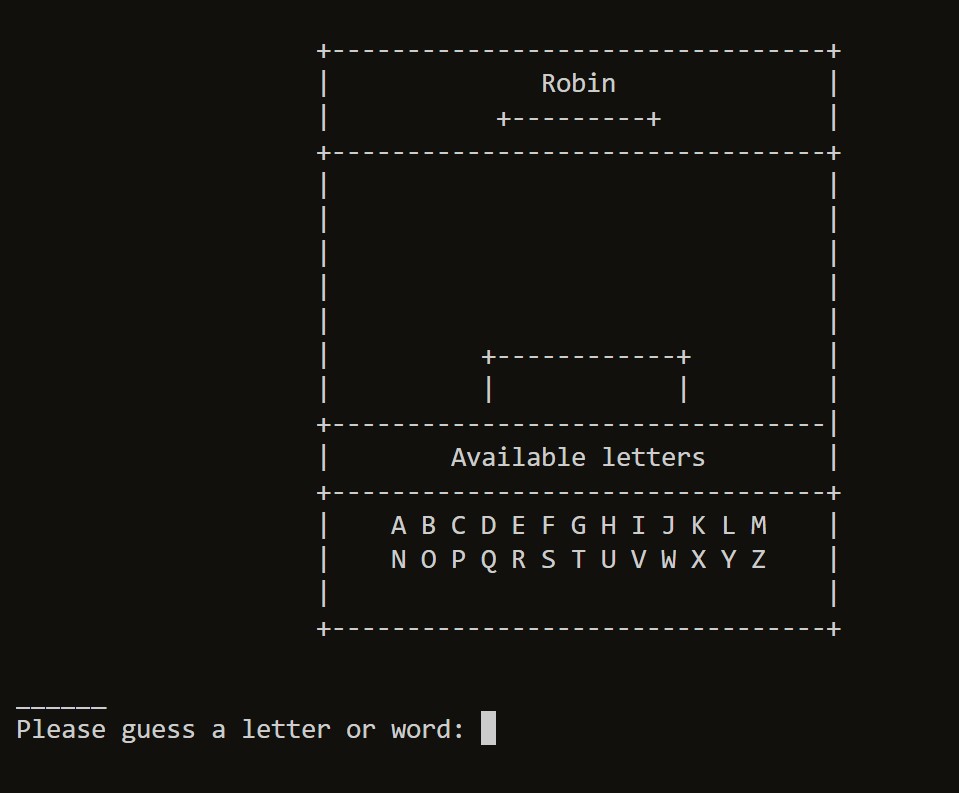 +---------------------------------+
|              Robin              |
|           +---------+           |
+---------------------------------+
|                                 |
|                                 |
|                                 |
|                                 |
|                                 |
|          +------------+         |
|          |            |         |
+---------------------------------|
|        Available letters        |
+---------------------------------+
|    A B C D E F G H I J K L M    |
|    N O P Q R S T U V W X Y Z    |
|                                 |
+---------------------------------+
______
Please guess a letter or word: